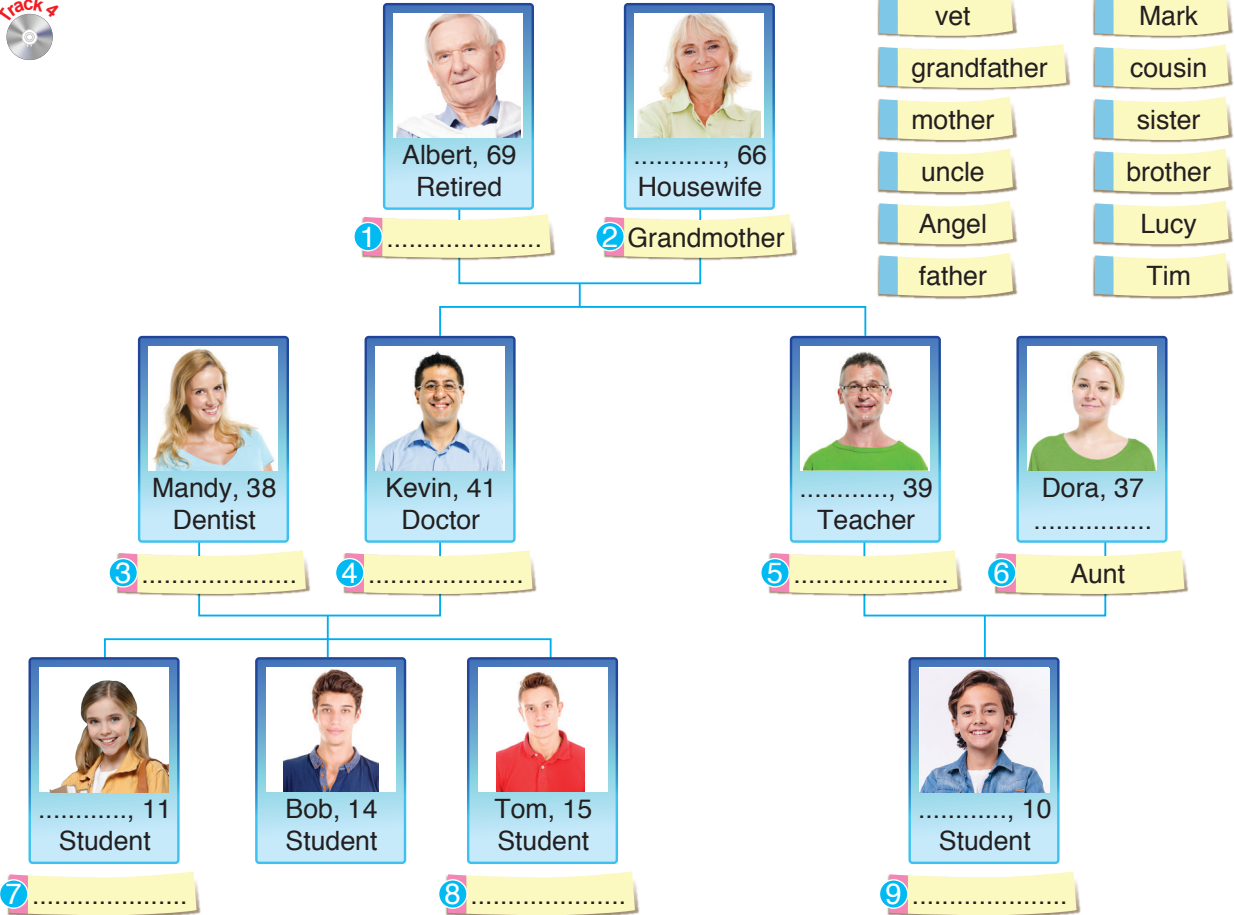 Track 4
vet
Mark
grandfather
cousin
mother
sister
uncle
brother
Angel
Lucy
father
Tim
Albert, 69
Retired
............, 66
Housewife
1 .....................
2 Grandmother
Mandy, 38
Dentist
Kevin, 41
Doctor
............, 39
Teacher
Dora, 37
................
3 .....................
4 .....................
5 .....................
6 Aunt
............, 11
Student
Bob, 14
Student
Tom, 15
Student
............, 10
Student
7 .....................
8 .....................
9 .....................